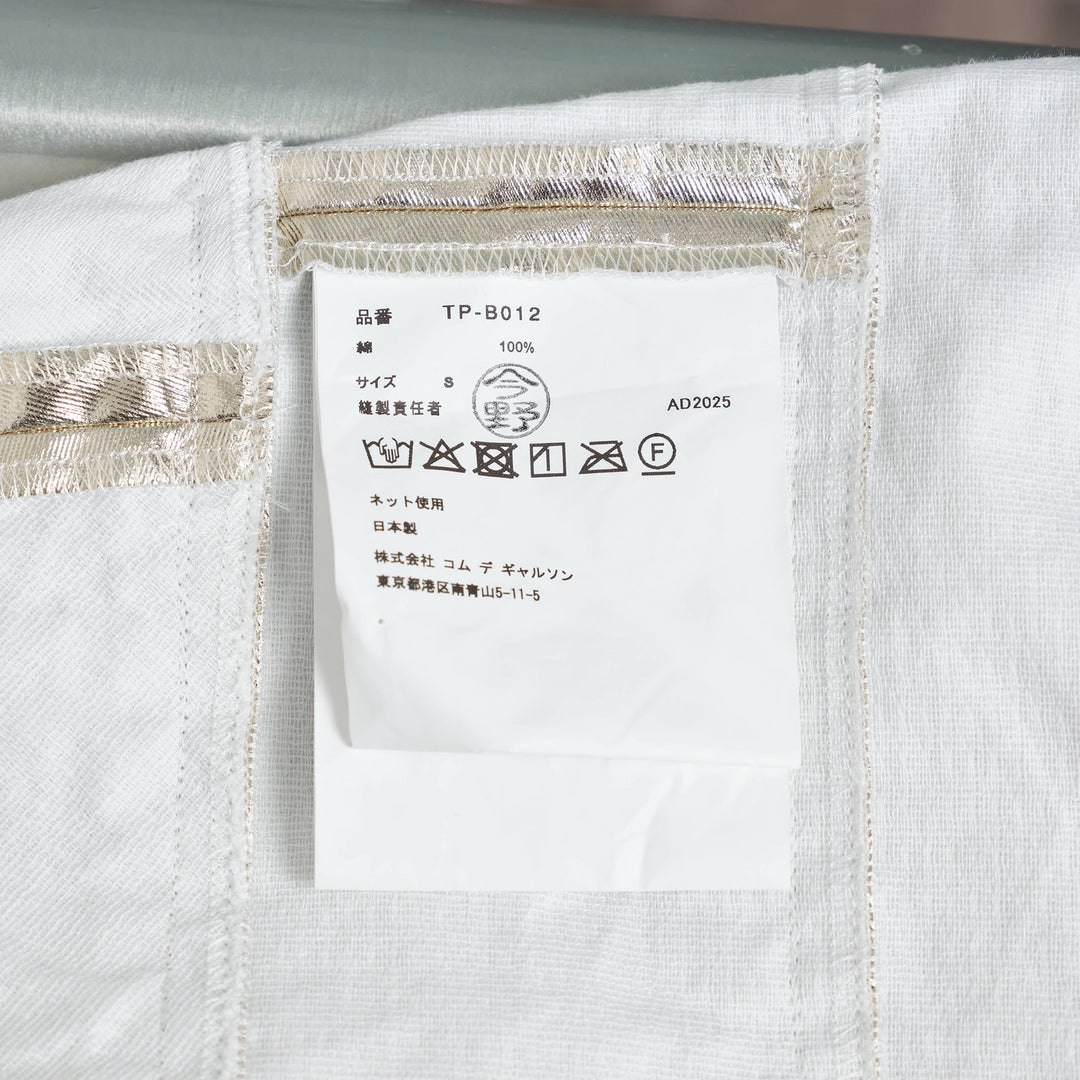 品番 TP-B012
綿 100%
サイズ S
今野
縫製責任者 AD2025
F
ネット使用
日本製
株式会社 コム デ ギャルソン
東京都港区南青山5-11-5